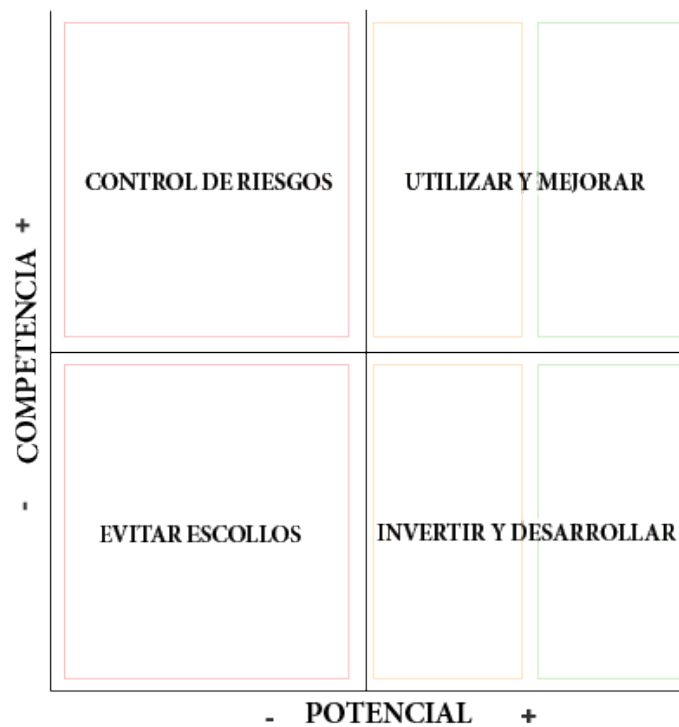 CONTROL DE RIESGOS
UTILIZAR Y MEJORAR
- COMPETENCIA +
EVITAR ESCOLLOS
INVERTIR Y DESARROLLAR
- POTENCIAL +